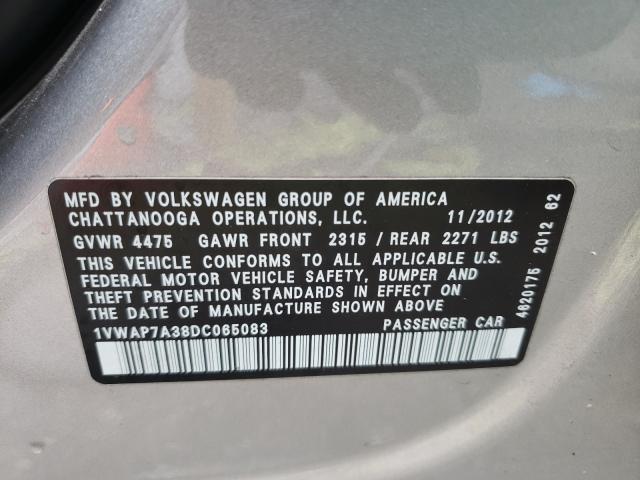 MFD BY VOLKSWAGEN GROUP OF AMERICA
CHATTANOOGA OPERATIONS, LLC. 11/2012
GVWR 4475 GAWR FRONT 2315 / REAR 2271 LBS
THIS VEHICLE CONFORMS TO ALL APPLICABLE U.S.
FEDERAL MOTOR VEHICLE SAFETY, BUMPER AND
THEFT PREVENTION STANDARDS IN EFFECT ON
THE DATE OF MANUFACTURE SHOWN ABOVE
1VWAP7A38DC065083 PASSENGER CAR
4620175 2012 62